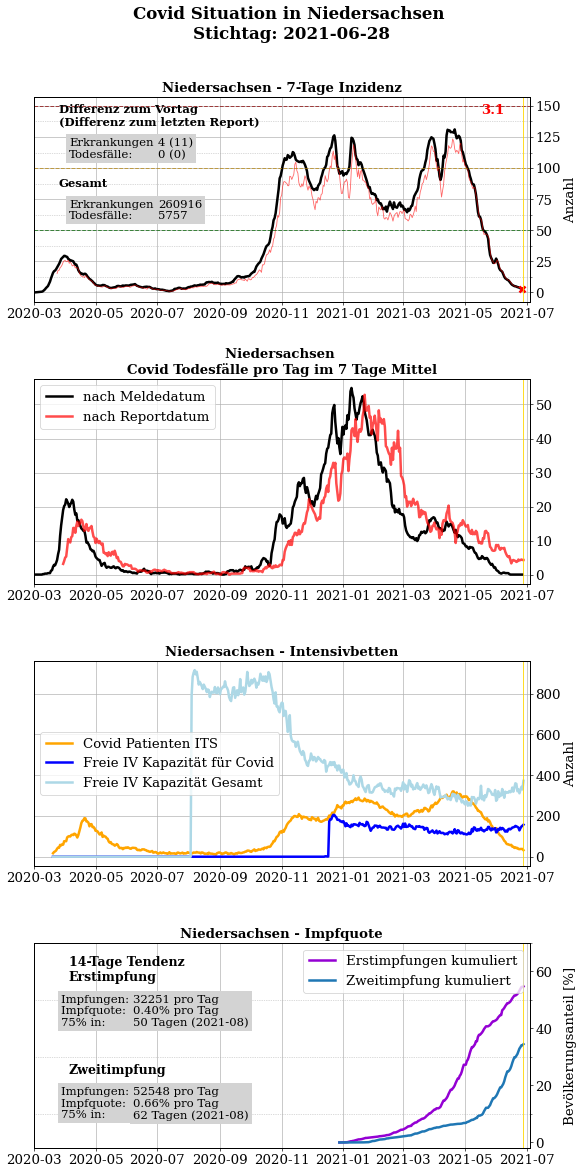 Covid Situation in Niedersachsen
Stichtag: 2021-06-28
Niedersachsen - 7-Tage Inzidenz
Differenz zum Vortag
(Differenz zum letzten Report)
Erkrankungen 4 (11)
Todesfälle: 0 (0)
Gesamt
Erkrankungen 260916
Todesfälle: 5757
3.1
150
125
100
75
50
25
0
Anzahl
2020-03 2020-05 2020-07 2020-09 2020-11 2021-01 2021-03 2021-05 2021-07
Niedersachsen
Covid Todesfälle pro Tag im 7 Tage Mittel
nach Meldedatum
nach Reportdatum
50
40
30
20
10
0
2020-03 2020-05 2020-07 2020-09 2020-11 2021-01 2021-03 2021-05 2021-07
Niedersachsen - Intensivbetten
Covid Patienten ITS
Freie IV Kapazität für Covid
Freie IV Kapazität Gesamt
800
600
400
200
0
Anzahl
2020-03 2020-05 2020-07 2020-09 2020-11 2021-01 2021-03 2021-05 2021-07
Niedersachsen - Impfquote
14-Tage Tendenz
Erstimpfung
Impfungen: 32251 pro Tag
Impfquote: 0.40% pro Tag
75% in: 50 Tagen (2021-08)
Zweitimpfung
Impfungen: 52548 pro Tag
Impfquote: 0.66% pro Tag
75% in: 62 Tagen (2021-08)
Erstimpfungen kumuliert
Zweitimpfung kumuliert
60
40
20
0
Bevölkerungsanteil [%]
2020-03 2020-05 2020-07 2020-09 2020-11 2021-01 2021-03 2021-05 2021-07